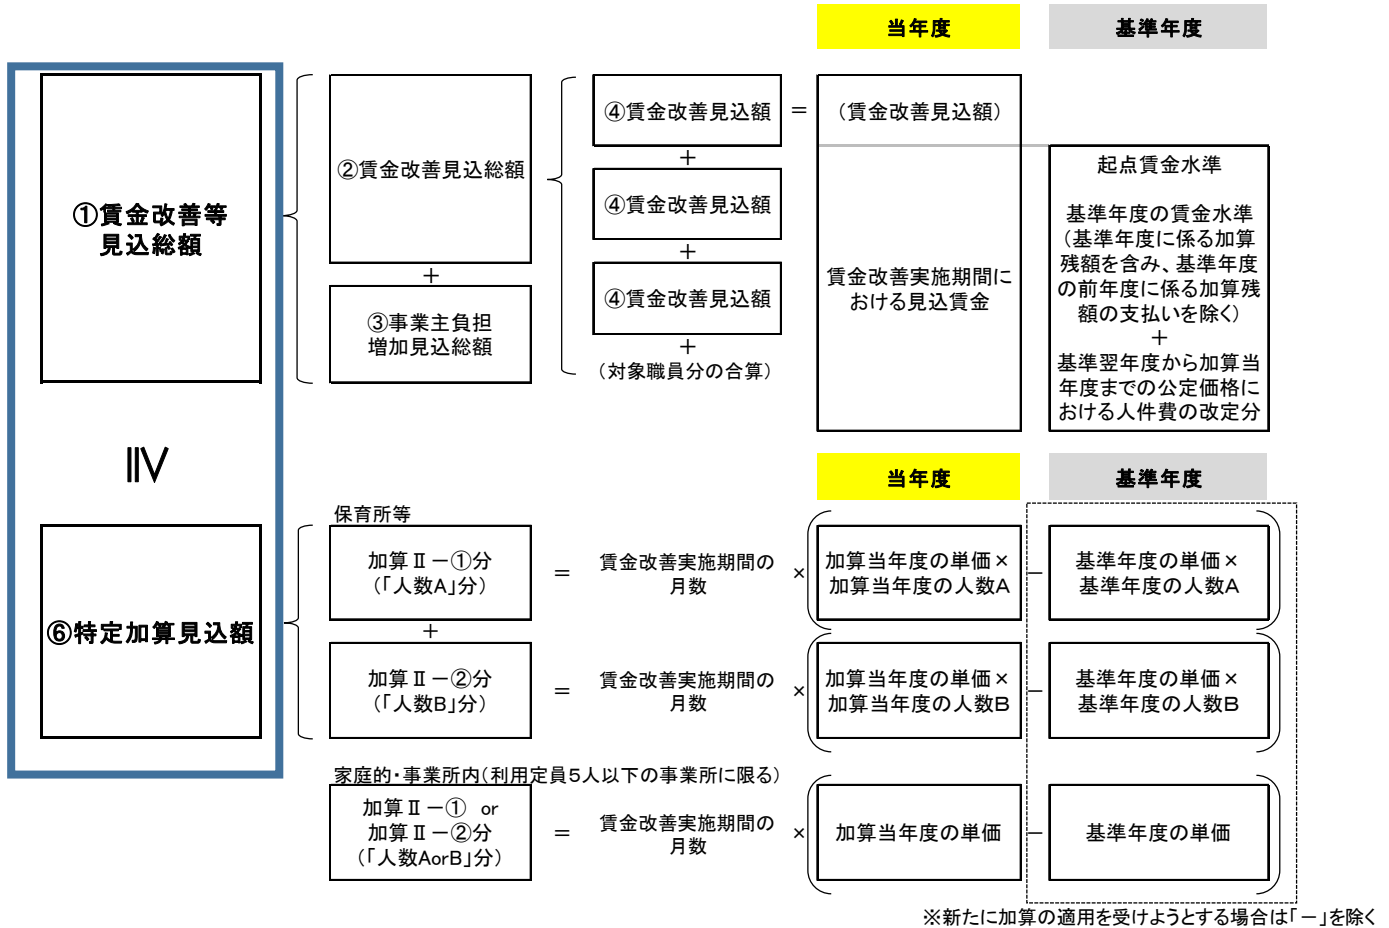 当年度
基準年度
①賃金改善等
見込総額
②賃金改善見込総額
＋
③事業主負担
増加見込総額
④賃金改善見込額
＋
④賃金改善見込額
＋
④賃金改善見込額
＋
（対象職員分の合算）
＝
（賃金改善見込額）
賃金改善実施期間に
おける見込賃金
起点賃金水準
基準年度の賃金水準
（基準年度に係る加算
残額を含み、基準年度
の前年度に係る加算残
額の支払いを除く）
＋
基準翌年度から加算当
年度までの公定価格に
おける人件費の改定分
≧
当年度
基準年度
⑥特定加算見込額
保育所等
加算Ⅱ－①分
（「人数A」分）
＝
賃金改善実施期間の
月数
×
加算当年度の単価×
加算当年度の人数A
－
基準年度の単価×
基準年度の人数A
＋
加算Ⅱ－②分
（「人数B」分）
＝
賃金改善実施期間の
月数
×
加算当年度の単価×
加算当年度の人数B
－
基準年度の単価×
基準年度の人数B
家庭的・事業所内（利用定員５人以下の事業所に限る）
加算Ⅱ－① or
加算Ⅱ－②分
（「人数AorB」分）
＝
賃金改善実施期間の
月数
×
加算当年度の単価
－
基準年度の単価
※新たに加算の適用を受けようとする場合は「－」を除く